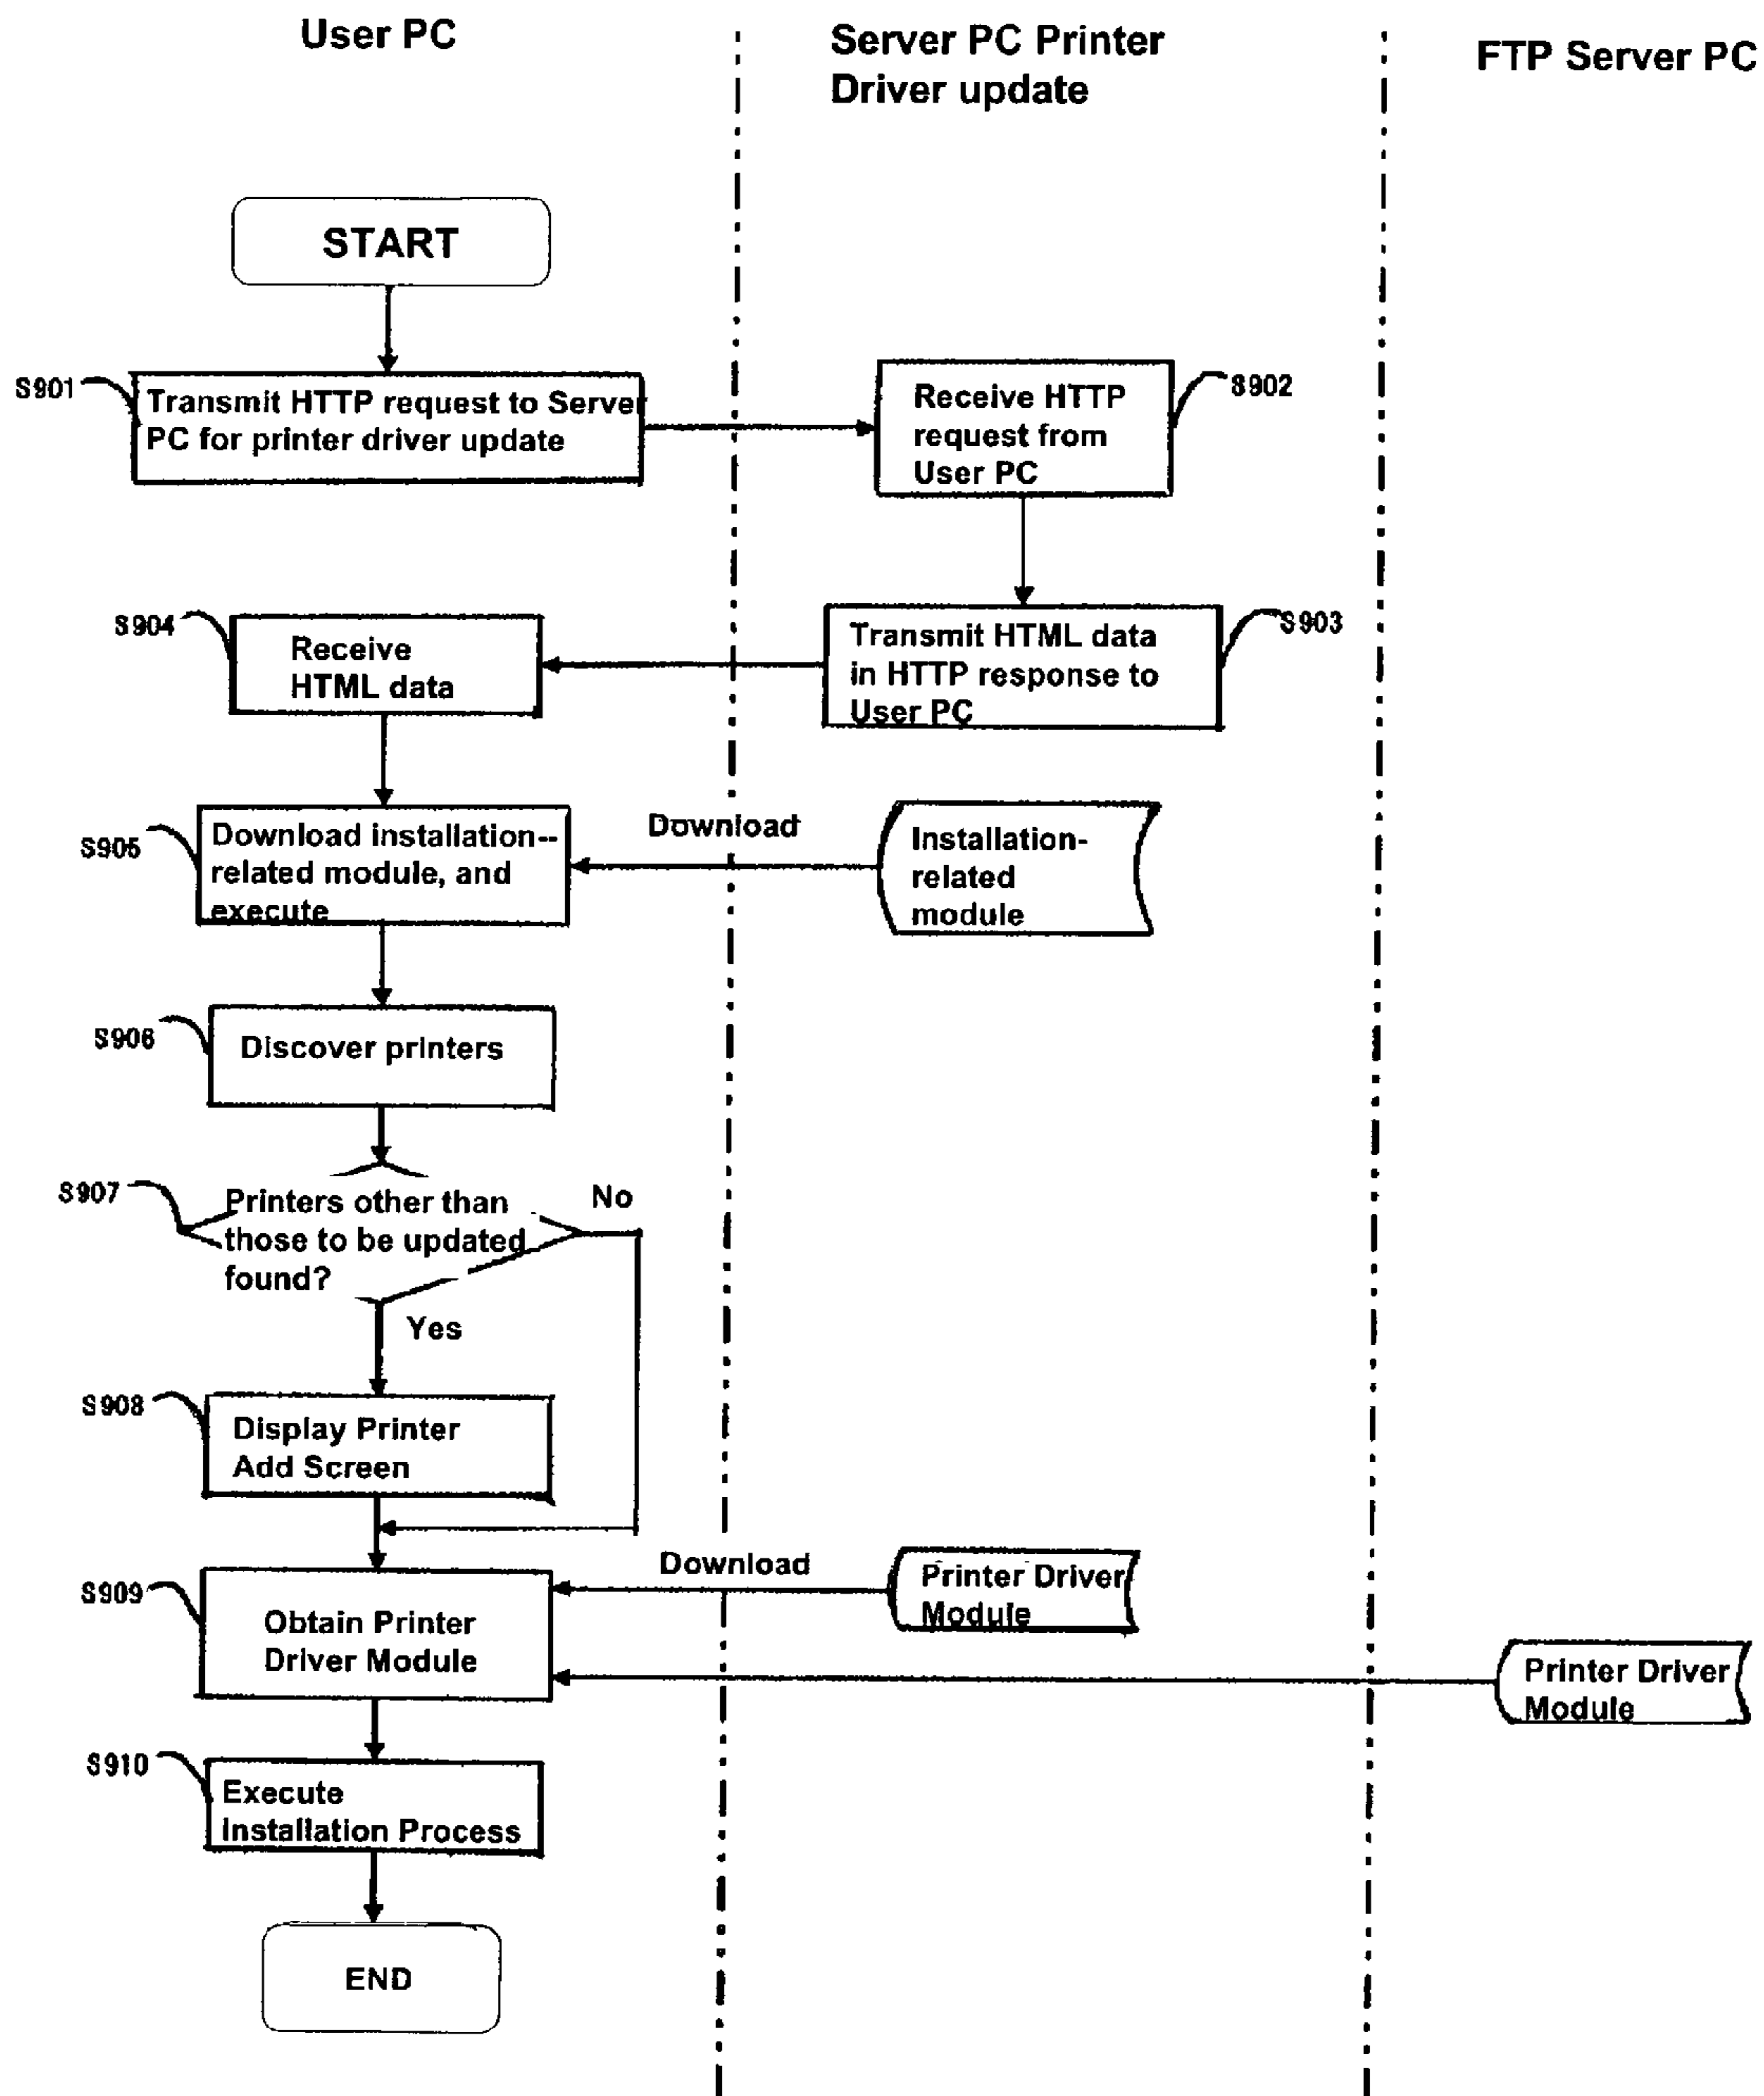 User PC
Server PC Printer
Driver update
FTP Server PC
START
S901
Transmit HTTP request to Server
PC for printer driver update
Receive HTTP
request from
User PC
S902
S904
Receive
HTML data
Transmit HTML data
in HTTP response to
User PC
S903
S905
Download installation--
related module, and
execute
Download
Installation-
related
module
S906
Discover printers
S907
Printers other than
those to be updated
found?
No
Yes
S908
Display Printer
Add Screen
S909
Obtain Printer
Driver Module
Download
Printer Driver
Module
Printer Driver
Module
S910
Execute
Installation Process
END